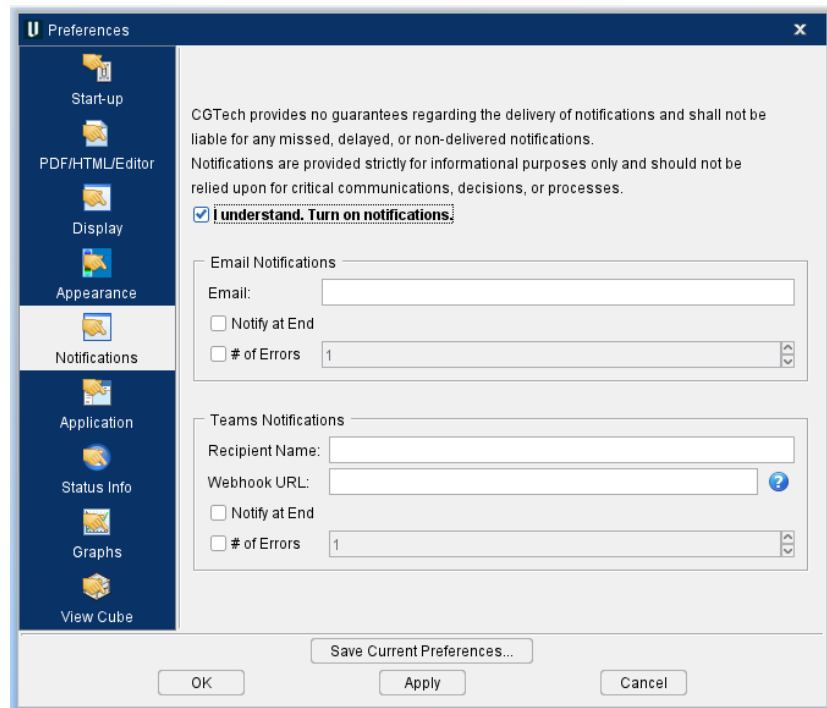 Preferences
Start-up
PDF/HTML/Editor
Display
Appearance
Notifications
Application
Status Info
Graphs
View Cube
CGTech provides no guarantees regarding the delivery of notifications and shall not be
liable for any missed, delayed, or non-delivered notifications.
Notifications are provided strictly for informational purposes only and should not be
relied upon for critical communications, decisions, or processes.
I understand. Turn on notifications.
Email Notifications
Email:
Notify at End
# of Errors 1
Teams Notifications
Recipient Name:
Webhook URL: ?
Notify at End
# of Errors 1
Save Current Preferences...
OK Apply Cancel